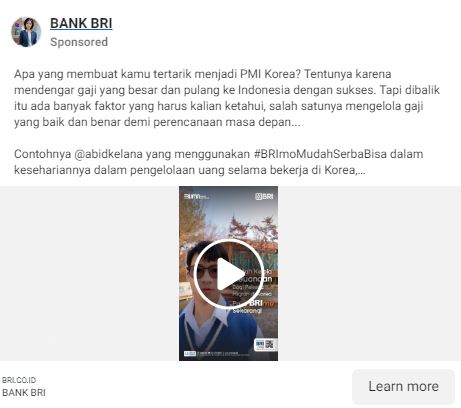 BANK BRI
Sponsored
Apa yang membuat kamu tertarik menjadi PMI Korea? Tentunya karena
mendengar gaji yang besar dan pulang ke Indonesia dengan sukses. Tapi dibalik
itu ada banyak faktor yang harus kalian ketahui, salah satunya mengelola gaji
yang baik dan benar demi perencanaan masa depan...
Contohnya @abidkelana yang menggunakan #BRImoMudahSerbaBisa dalam
kesehariannya dalam pengelolaan uang selama bekerja di Korea,...
BRI
Sekarang!
BRI.CO.ID
BANK BRI
Learn more